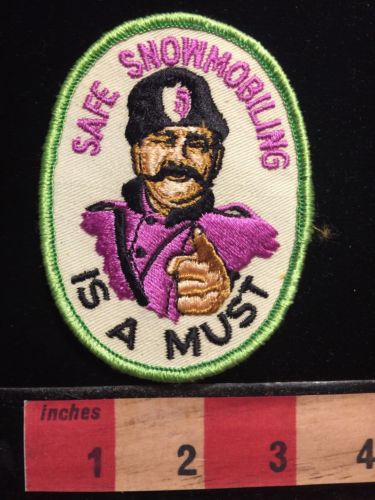 SAFE SNOWMOBILING
S
IS A MUST
inches
1 2 3 4